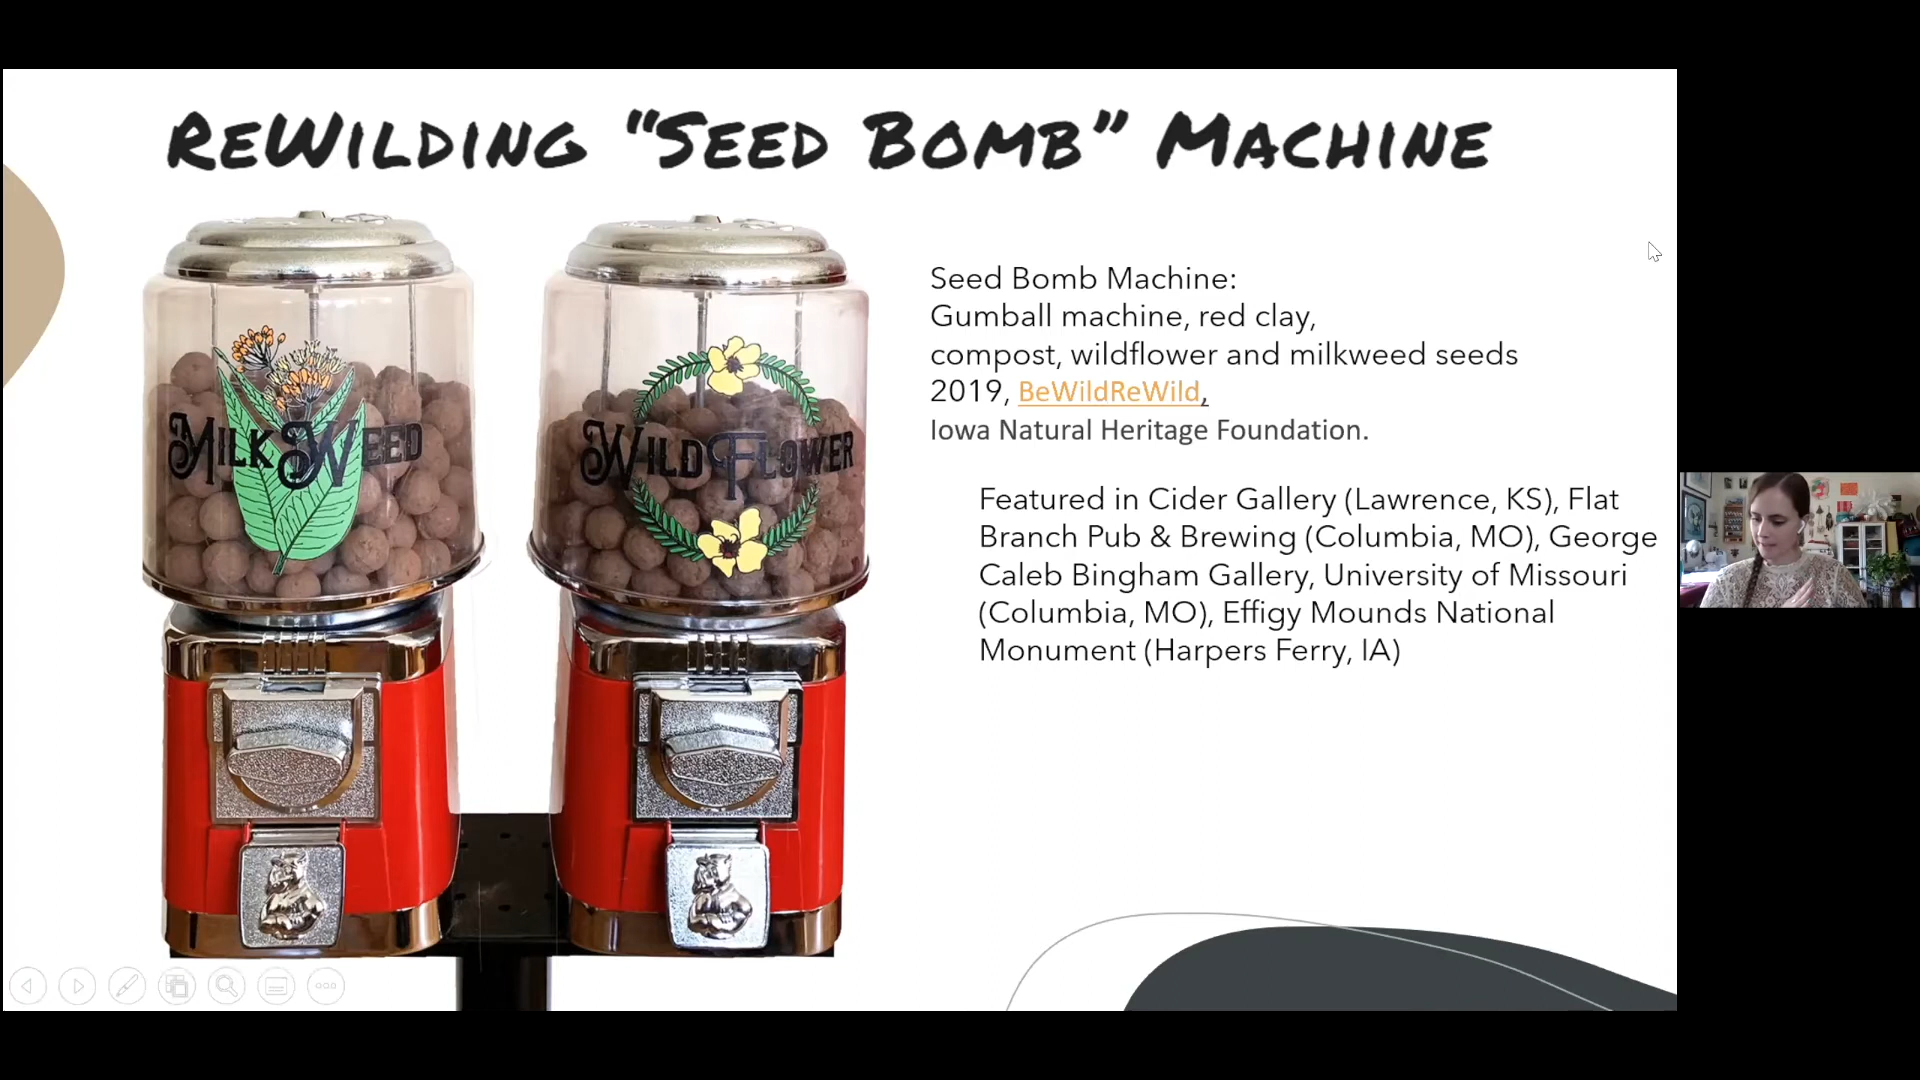 ReWilding “Seed Bomb” Machine
MilkWeed
WildFlower
Seed Bomb Machine:
Gumball machine, red clay,
compost, wildflower and milkweed seeds
2019, BeWildReWild,
Iowa Natural Heritage Foundation.
Featured in Cider Gallery (Lawrence, KS), Flat
Branch Pub & Brewing (Columbia, MO), George
Caleb Bingham Gallery, University of Missouri
(Columbia, MO), Effigy Mounds National
Monument (Harpers Ferry, IA)